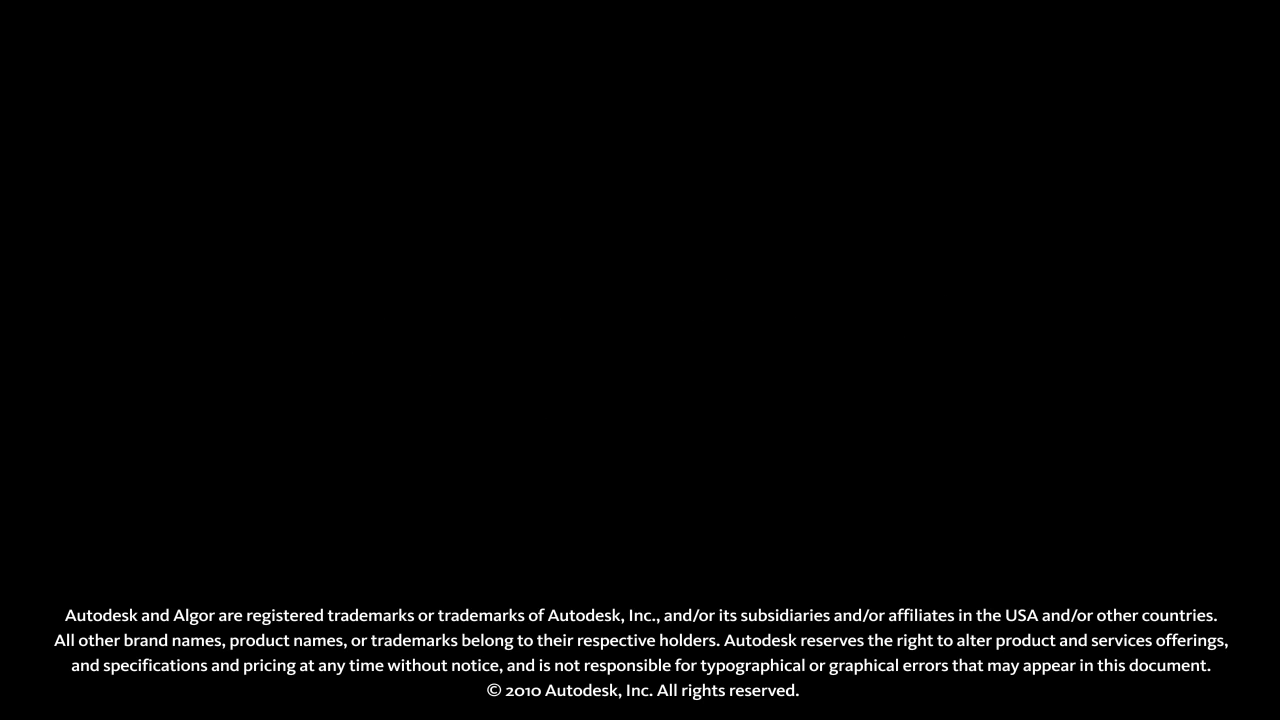 Autodesk and Algor are registered trademarks or trademarks of Autodesk, Inc., and/or its subsidiaries and/or affiliates in the USA and/or other countries.
All other brand names, product names, or trademarks belong to their respective holders. Autodesk reserves the right to alter product and services offerings,
and specifications and pricing at any time without notice, and is not responsible for typographical or graphical errors that may appear in this document.
© 2010 Autodesk, Inc. All rights reserved.